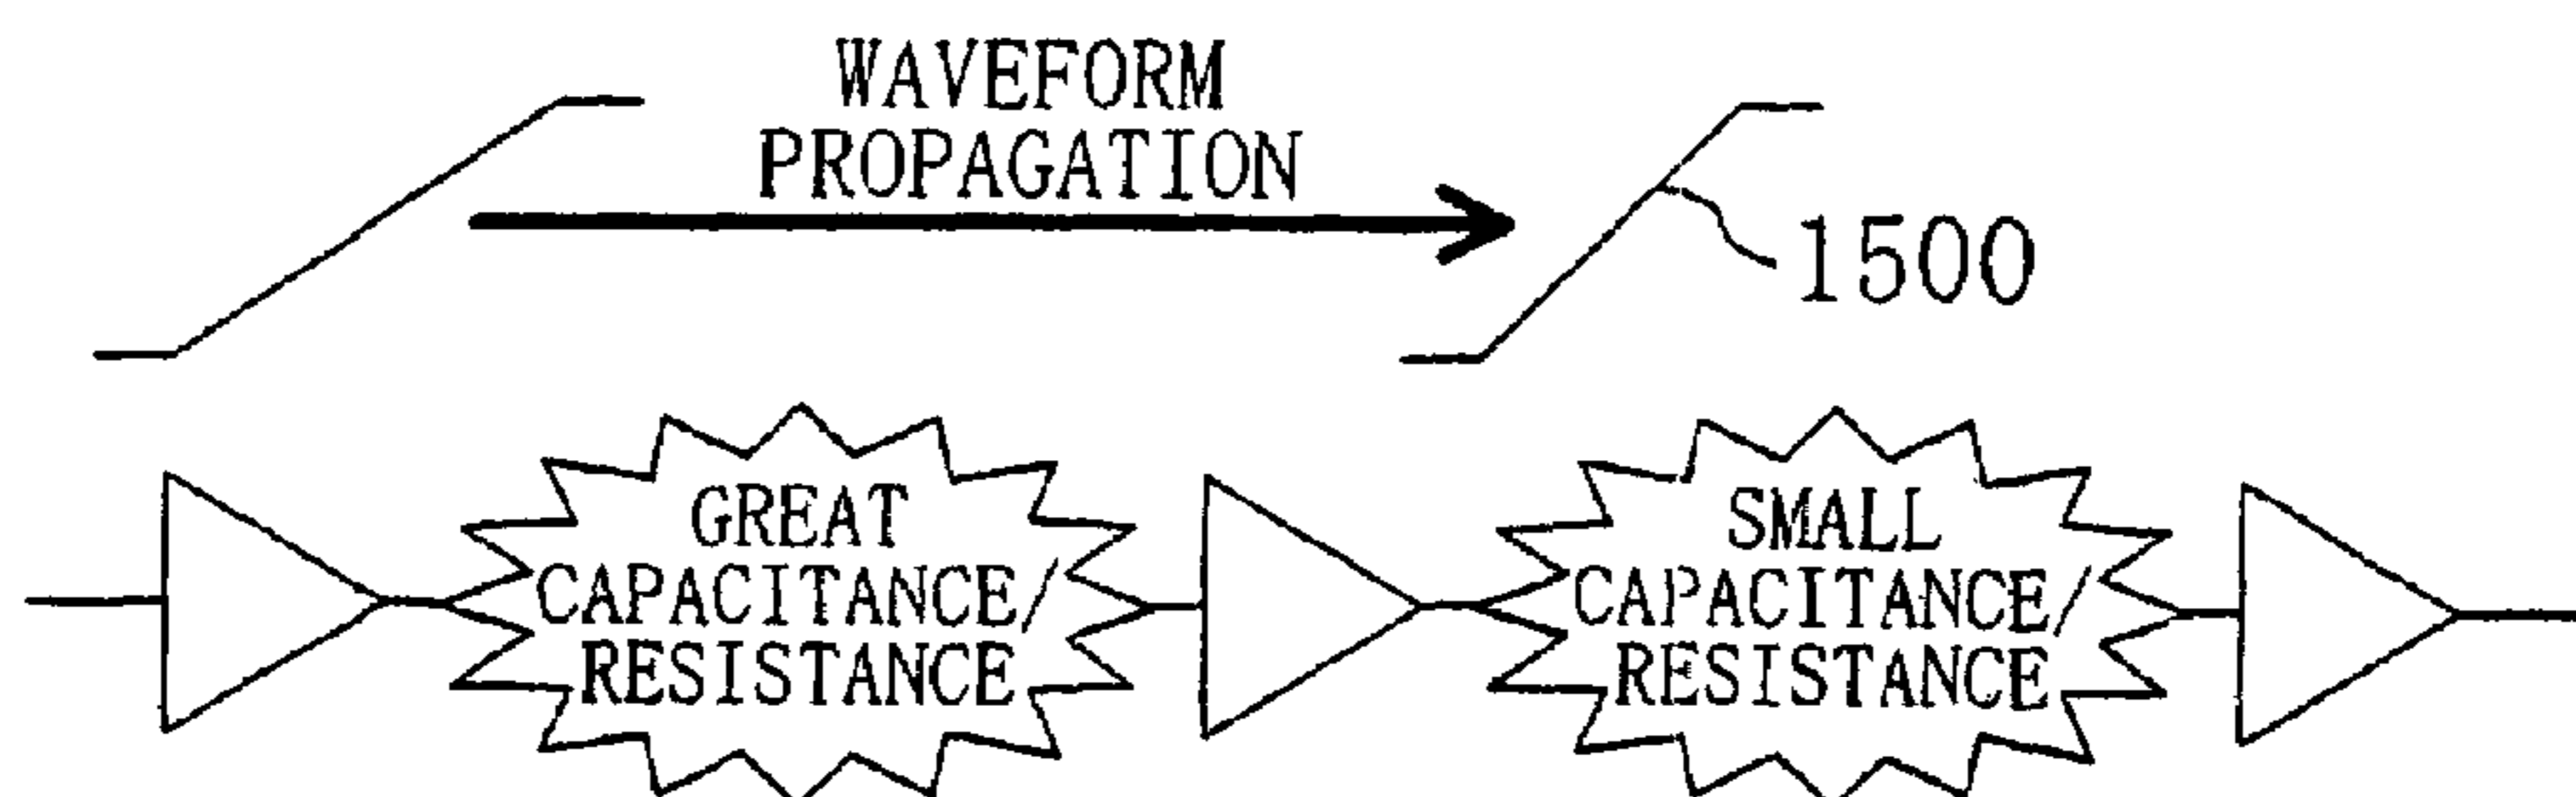 WAVEFORM
PROPAGATION
1500
GREAT
CAPACITANCE/
RESISTANCE
SMALL
CAPACITANCE/
RESISTANCE